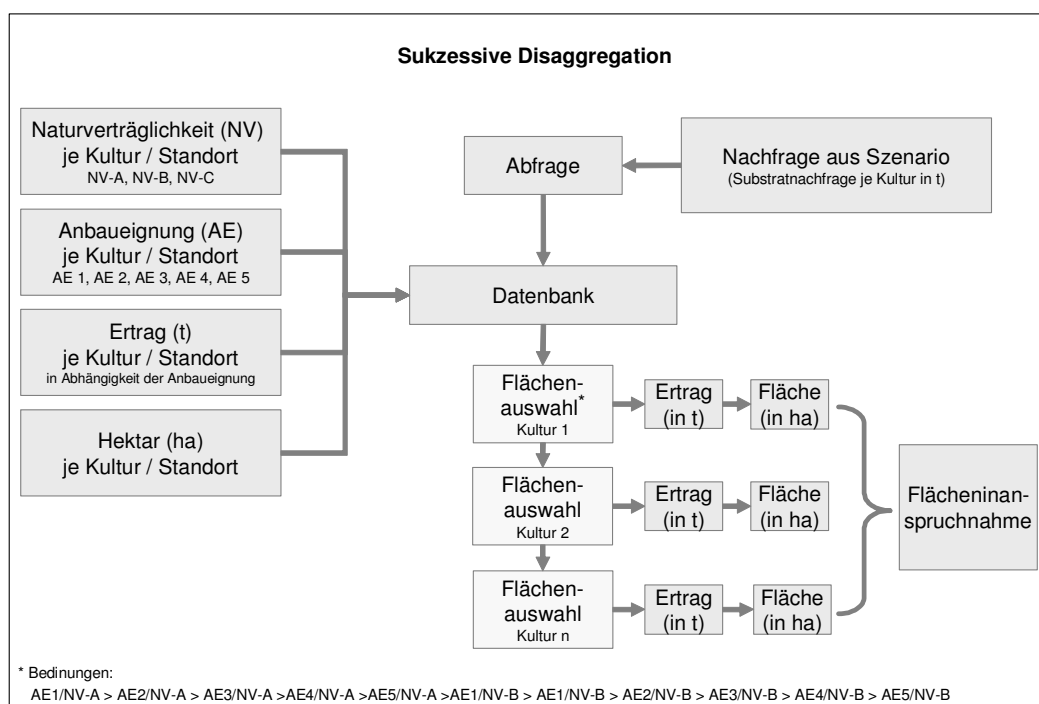 Sukzessive Disaggregation
Naturverträglichkeit (NV)
je Kultur / Standort
NV-A, NV-B, NV-C
Anbaueignung (AE)
je Kultur / Standort
AE 1, AE 2, AE 3, AE 4, AE 5
Ertrag (t)
je Kultur / Standort
in Abhängigkeit der Anbaueignung
Hektar (ha)
je Kultur / Standort
Abfrage
Nachfrage aus Szenario
(Substratnachfrage je Kultur in t)
Datenbank
Flächen-
auswahl*
Kultur 1
Ertrag
(in t)
Fläche
(in ha)
Flächen-
auswahl
Kultur 2
Ertrag
(in t)
Fläche
(in ha)
Flächen-
auswahl
Kultur n
Ertrag
(in t)
Fläche
(in ha)
Flächeninan-
spruchnahme
* Bedinungen:
AE1/NV-A > AE2/NV-A > AE3/NV-A >AE4/NV-A >AE5/NV-A >AE1/NV-B > AE1/NV-B > AE2/NV-B > AE3/NV-B > AE4/NV-B > AE5/NV-B